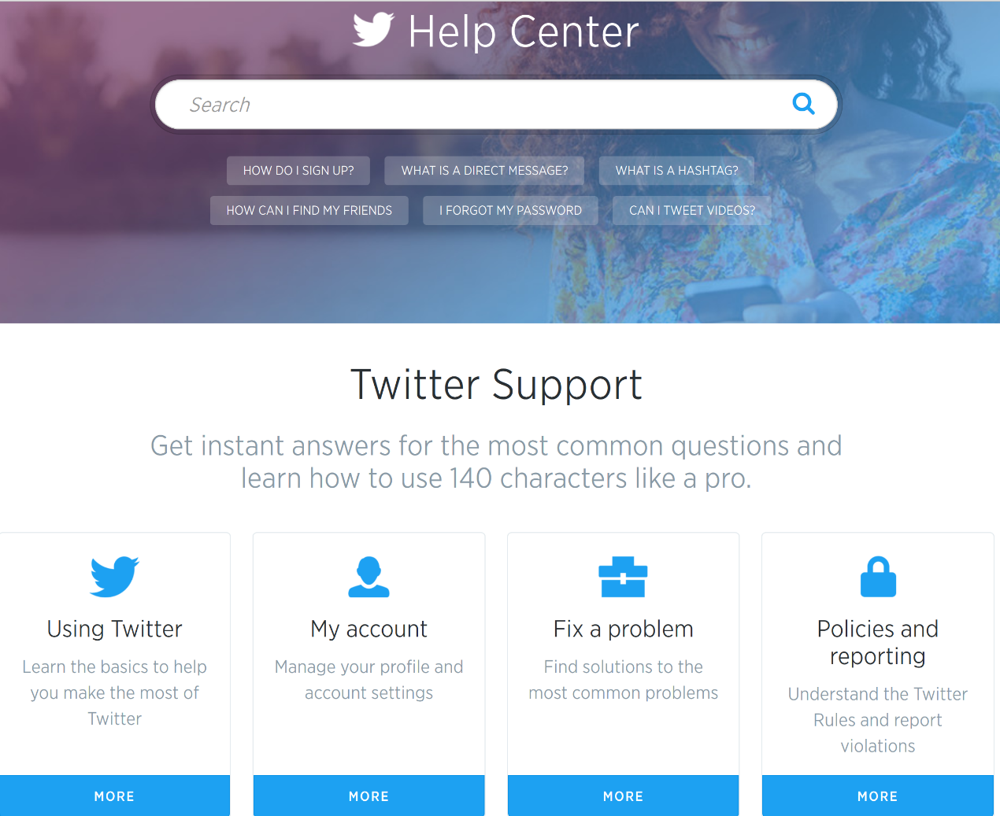 Help Center
Search
HOW DO I SIGN UP?
WHAT IS A DIRECT MESSAGE?
WHAT IS A HASHTAG?
HOW CAN I FIND MY FRIENDS
I FORGOT MY PASSWORD
CAN I TWEET VIDEOS?
Twitter Support
Get instant answers for the most common questions and
learn how to use 140 characters like a pro.
Using Twitter
Learn the basics to help
you make the most of
Twitter
MORE
My account
Manage your profile and
account settings
MORE
Fix a problem
Find solutions to the
most common problems
MORE
Policies and
reporting
Understand the Twitter
Rules and report
violations
MORE